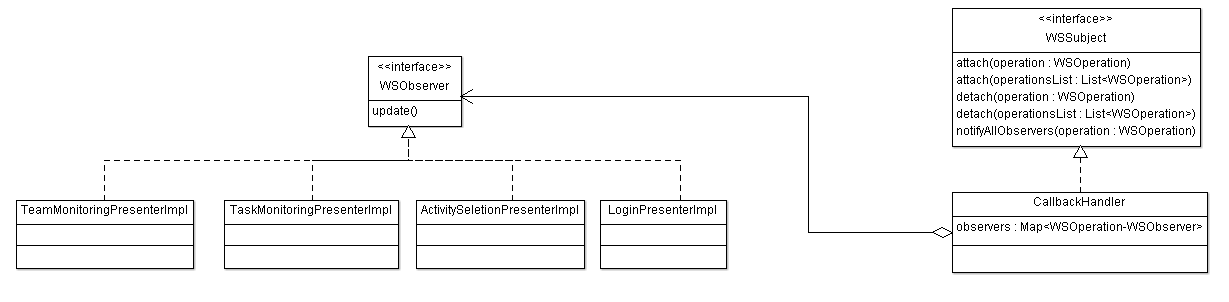 <<interface>>
WSObserver
update()
<<interface>>
WSSubject
attach(operation : WSOperation)
attach(operationsList : List<WSOperation>)
detach(operation : WSOperation)
detach(operationsList : List<WSOperation>)
notifyAllObservers(operation : WSOperation)
TeamMonitoringPresenterImpl
TaskMonitoringPresenterImpl
ActivitySeletionPresenterImpl
LoginPresenterImpl
CallbackHandler
observers : Map<WSOperation-WSObserver>